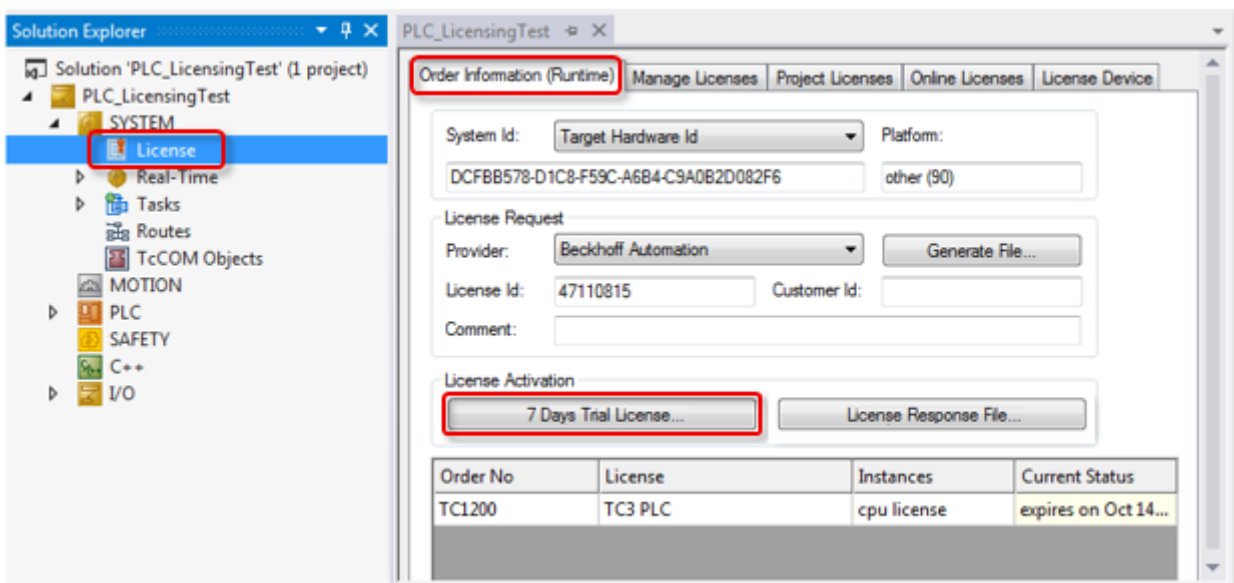 Solution Explorer
Solution 'PLC_LicensingTest' (1 project)
PLC_LicensingTest
SYSTEM
License
Real-Time
Tasks
Routes
TcCOM Objects
MOTION
PLC
SAFETY
C++
I/O
PLC_LicensingTest
Order Information (Runtime) Manage Licenses Project Licenses Online Licenses License Device
System Id: Target Hardware Id Platform:
DCFBB578-D1C8-F59C-A6B4-C9A0B2D082F6 other (90)
License Request
Provider: Beckhoff Automation Generate File...
License Id: 47110815 Customer Id:
Comment:
License Activation
7 Days Trial License... License Response File...
Order No License Instances Current Status
TC1200 TC3 PLC cpu license expires on Oct 14...